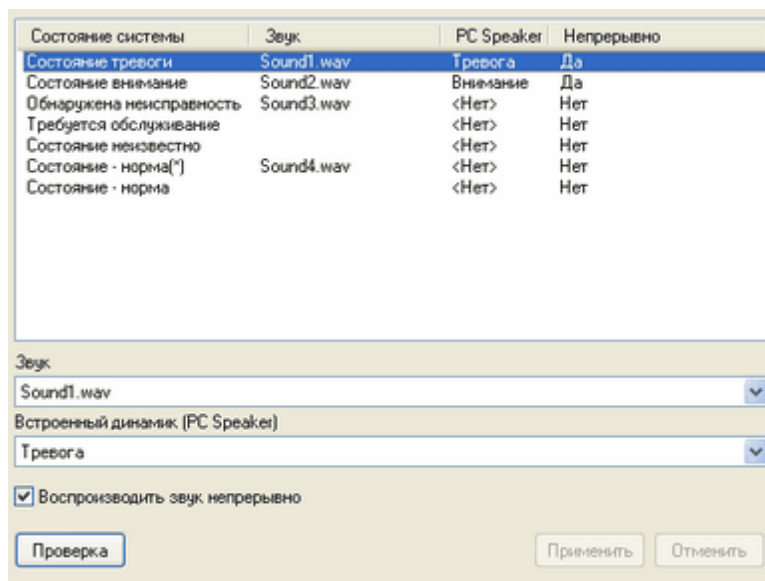 Состояние системы Звук PC Speaker Непрерывно
Состояние тревоги Sound1.wav Тревога Да
Состояние внимание Sound2.wav Внимание Да
Обнаружена неисправность Sound3.wav <Нет> Нет
Требуется обслуживание <Нет> Нет
Состояние неизвестно <Нет> Нет
Состояние - норма(*) Sound4.wav <Нет> Нет
Состояние - норма <Нет> Нет
Звук
Sound1.wav
Встроенный динамик (PC Speaker)
Тревога
Воспроизводить звук непрерывно
Проверка Применить Отменить